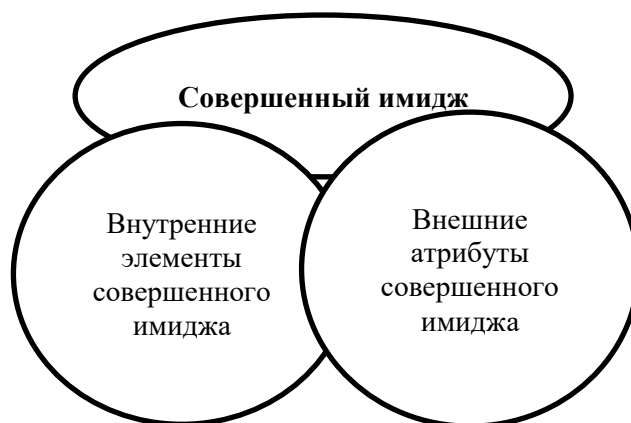 Совершенный имидж
Внутренние
элементы
совершенного
имиджа
Внешние
атрибуты
совершенного
имиджа